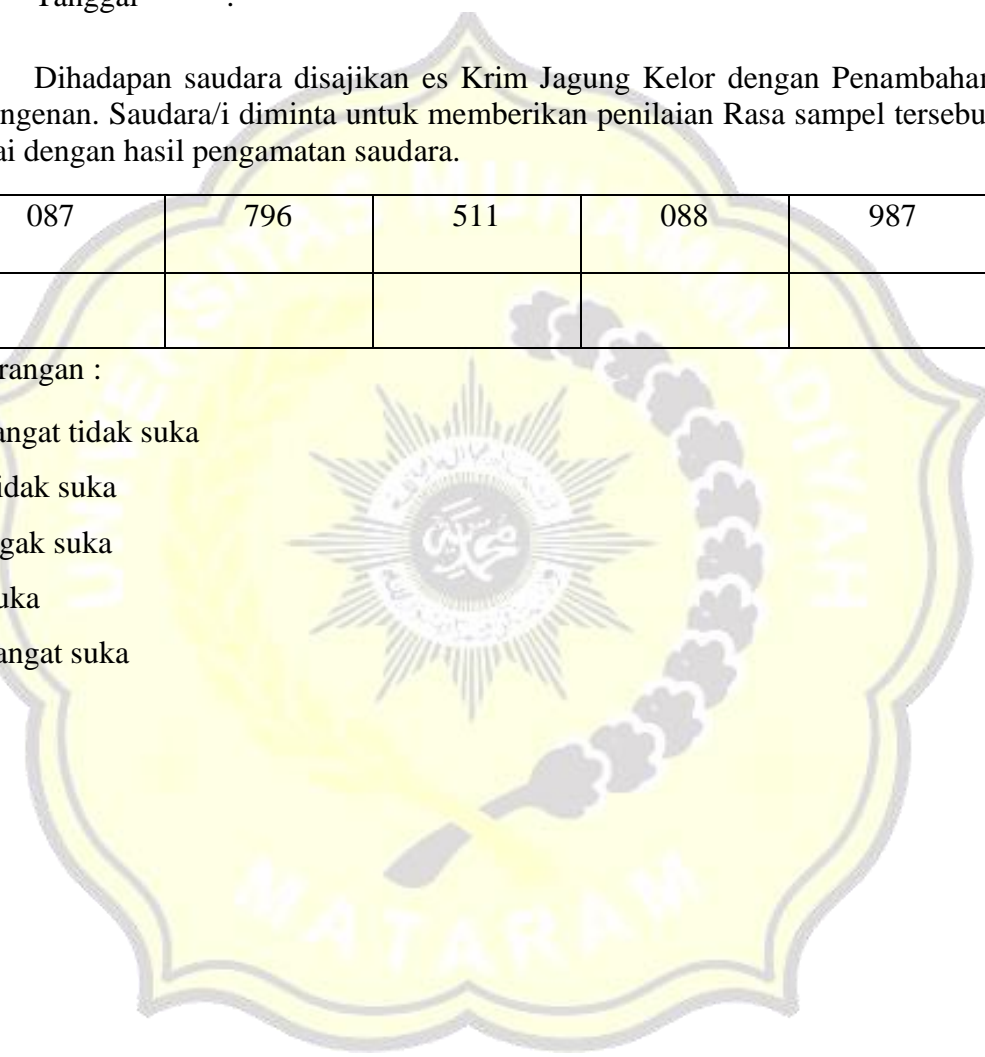 Tanggal :
Dihadapan saudara disajikan es Krim Jagung Kelor dengan Penambahan
ngenan. Saudara/i diminta untuk memberikan penilaian Rasa sampel tersebu
ai dengan hasil pengamatan saudara.
087 796 511 088 987
rangan :
angat tidak suka
idak suka
gak suka
uka
angat suka
UNIVERSITAS MUHAMMADIYAH
MATARAM